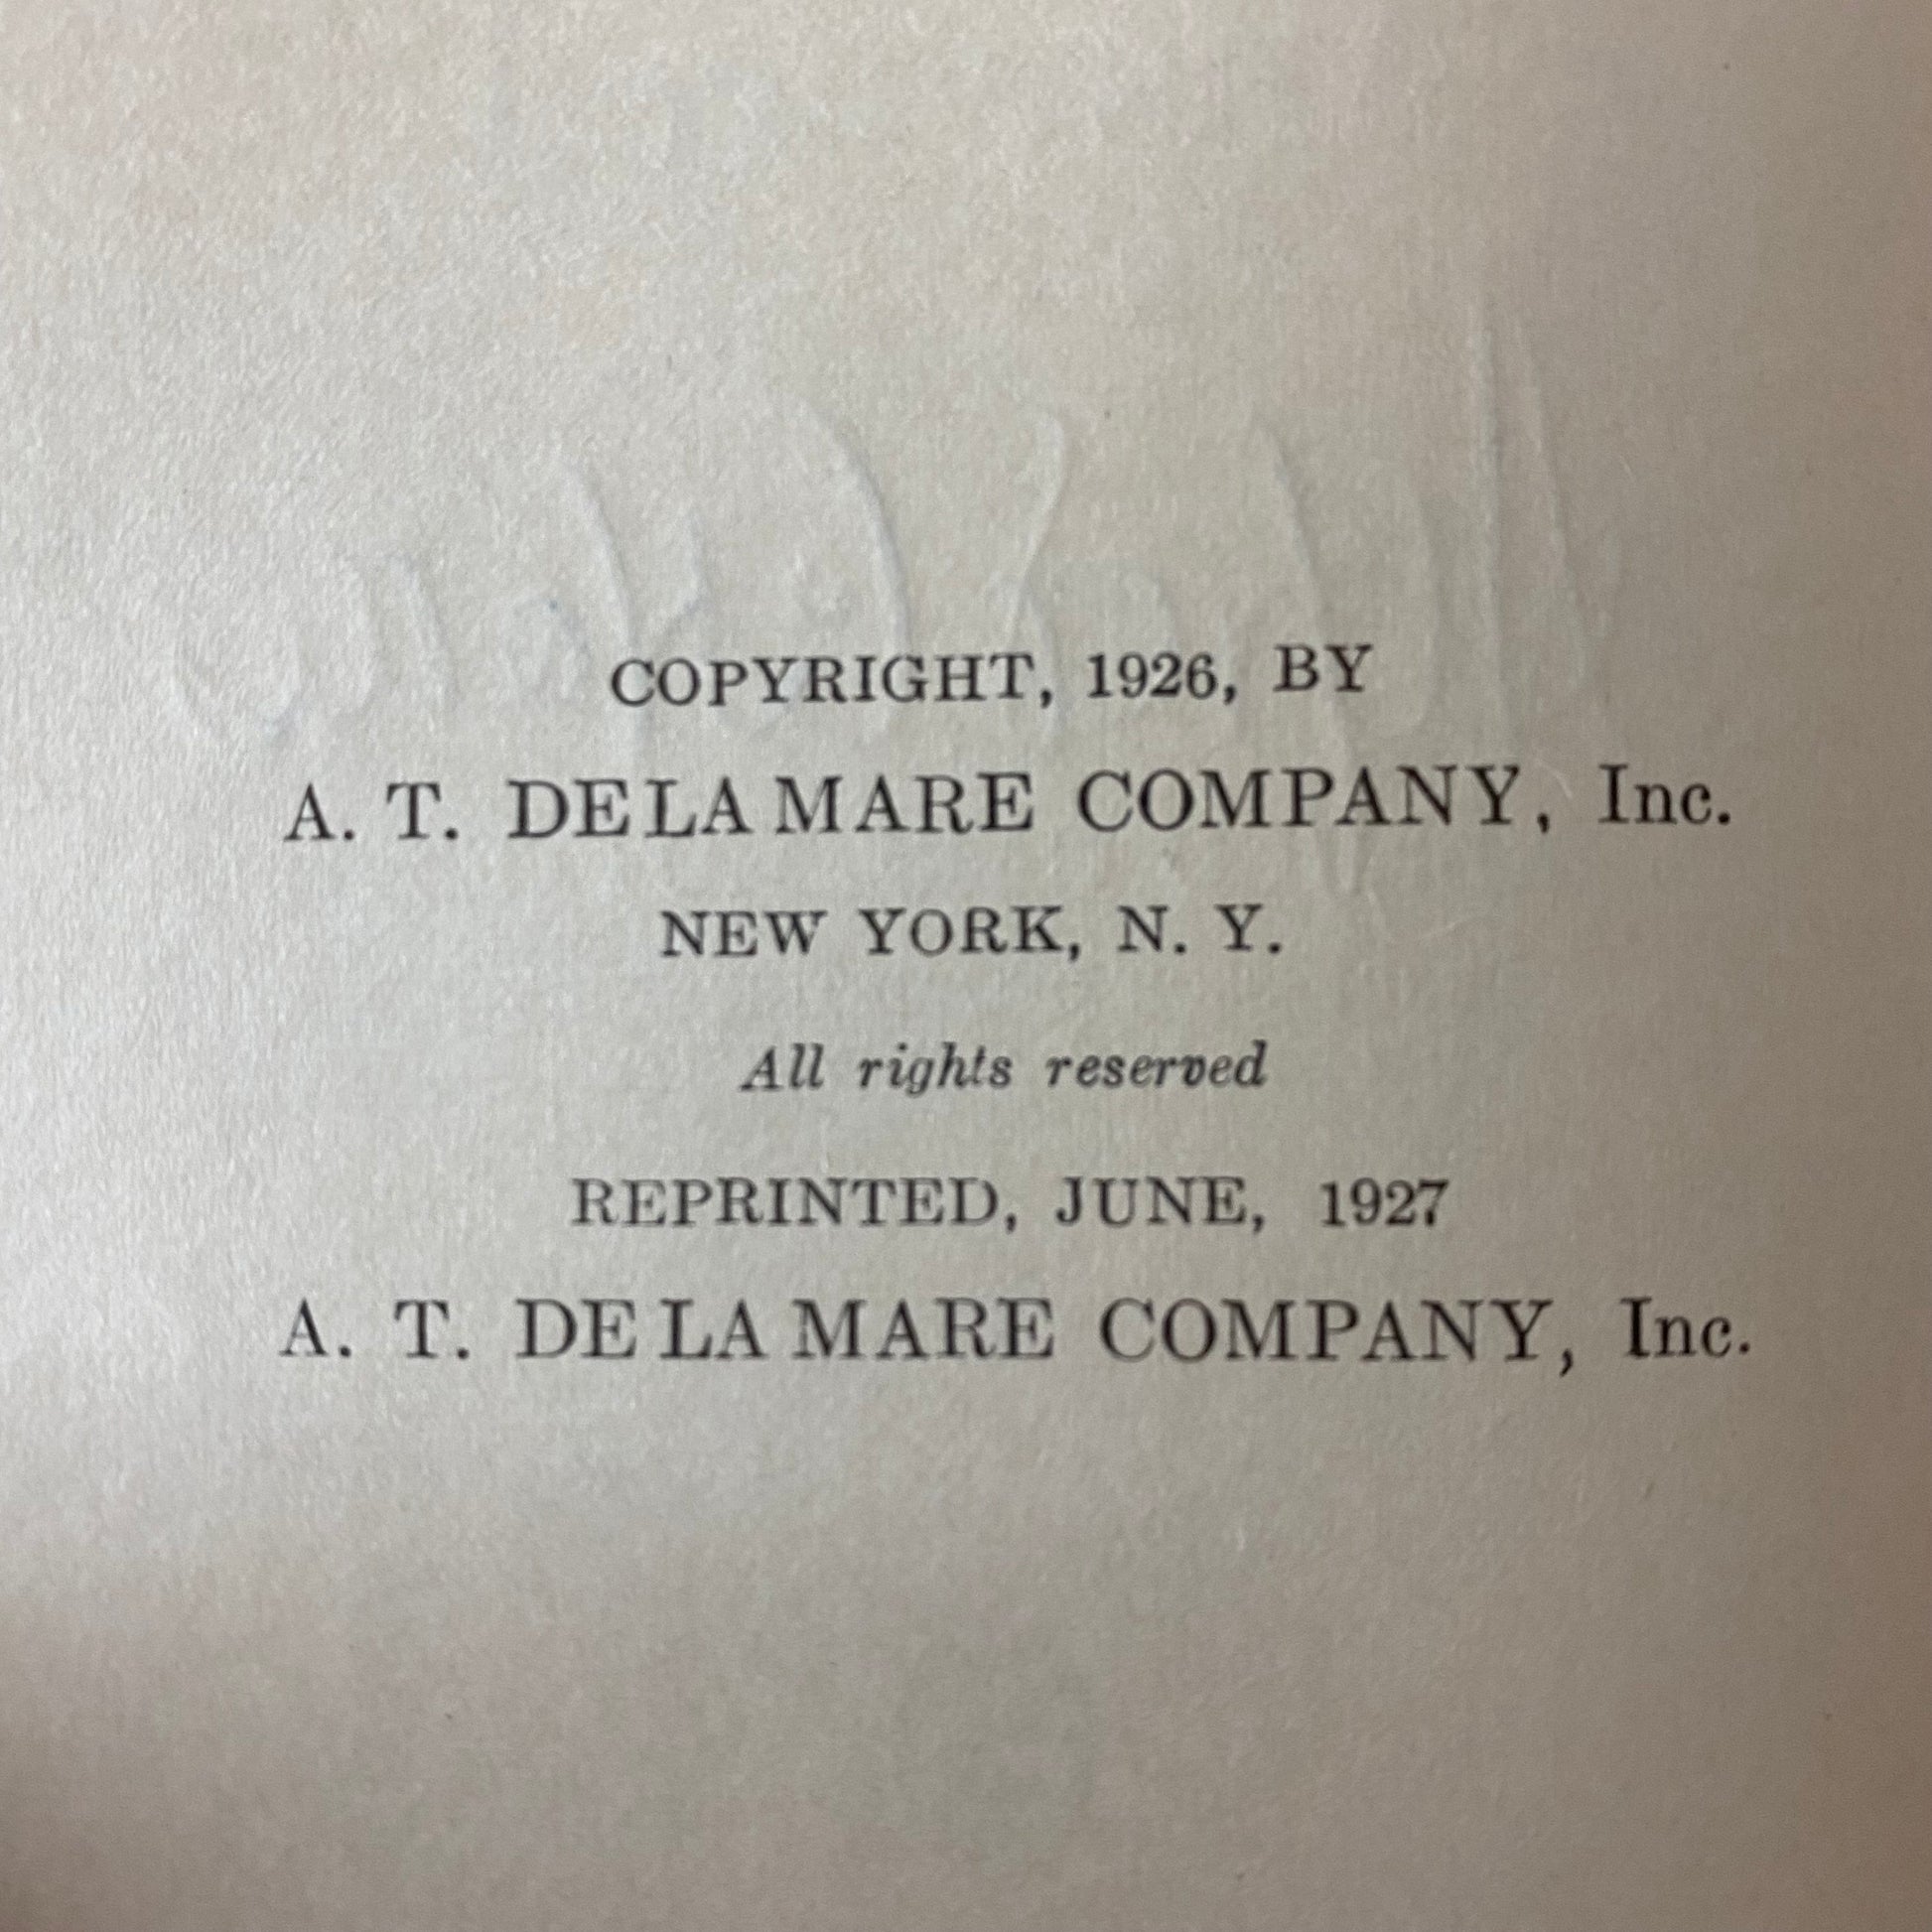 COPYRIGHT, 1926, BY
A. T. DE LA MARE COMPANY, Inc.
NEW YORK, N. Y.
All rights reserved
REPRINTED, JUNE, 1927
A. T. DE LA MARE COMPANY, Inc.